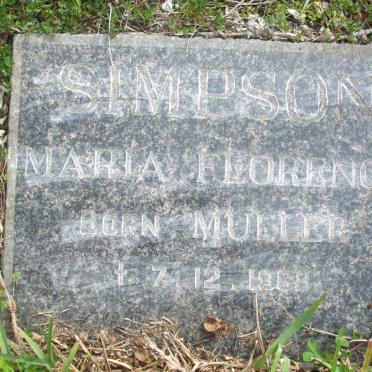 SIMPSON
MARIA FLORENC
BORN MULLER
† 7.12.1968